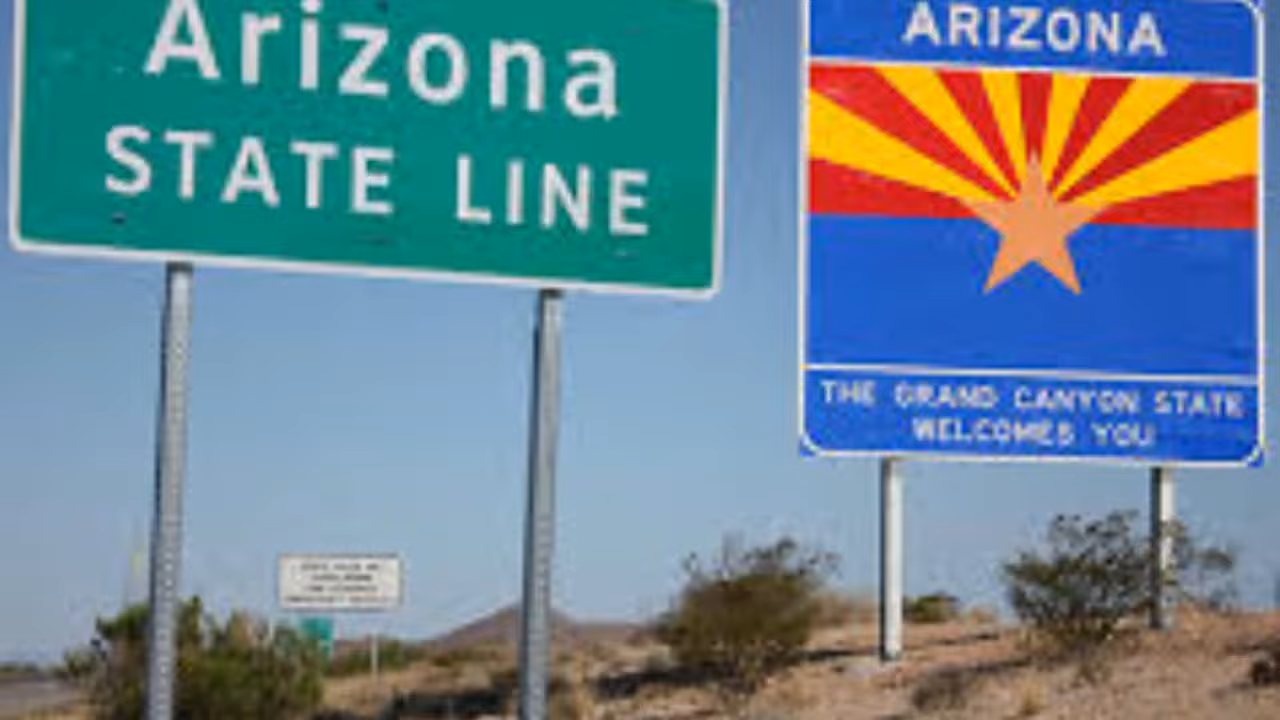 Arizona
STATE LINE
ARIZONA
THE GRAND CANYON STATE
WELCOMES YOU